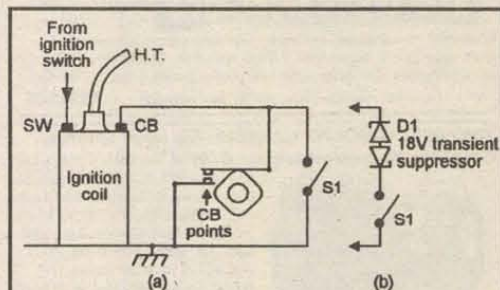 From
ignition
switch
H.T.
SW
CB
Ignition
coil
CB
points
S1
(a)
D1
18V transient
suppressor
S1
(b)